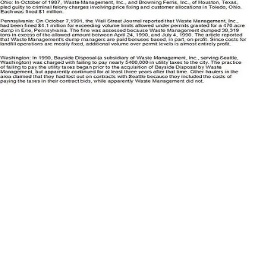 Ohio: In October of 1987, Waste Management, Inc., and Browning Ferris, Inc., of Houston, Texas,
pled guilty to criminal felony charges involving price fixing and customer allocations in Toledo, Ohio.
Each was fined $1 million.
Pennsylvania: On October 7, 1991, the Wall Street Journal reported that Waste Management, Inc.,
had been fined $4.1 million for exceeding volume limits allowed under permits granted for a 476 acre
dump in Erie, Pennsylvania. The fine was assessed because Waste Management dumped 30,319
tons in excess of the allowed amount between April 24, 1990, and July 4, 1990. The article reported
that Waste Management's dump managers are paid bonuses based, in part, on profit. Since costs for
landfill operations are mostly fixed, additional volume over permit levels is almost entirely profit.
Washington: In 1990, Bayside Disposal (a subsidiary of Waste Management, Inc., serving Seattle,
Washington) was charged with failing to pay nearly $400,000 in utility taxes to the city. The practice
of failing to pay the utility taxes began prior to the acquisition of Bayside Disposal by Waste
Management, but apparently continued for at least three years after that time. Other haulers in the
area claimed that they had lost out on contracts with Seattle because they included the costs of
paying the taxes in their contract bids, while apparently Waste Management did not.